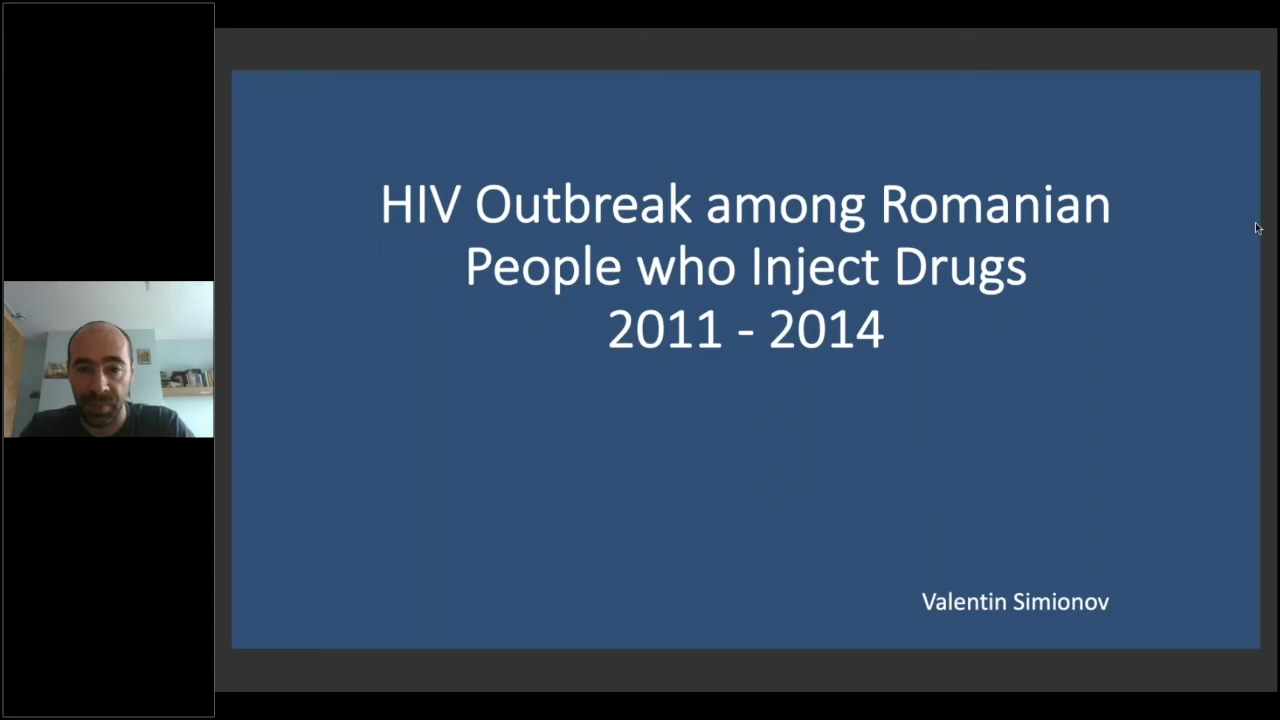 HIV Outbreak among Romanian
People who Inject Drugs
2011 - 2014
Valentin Simionov